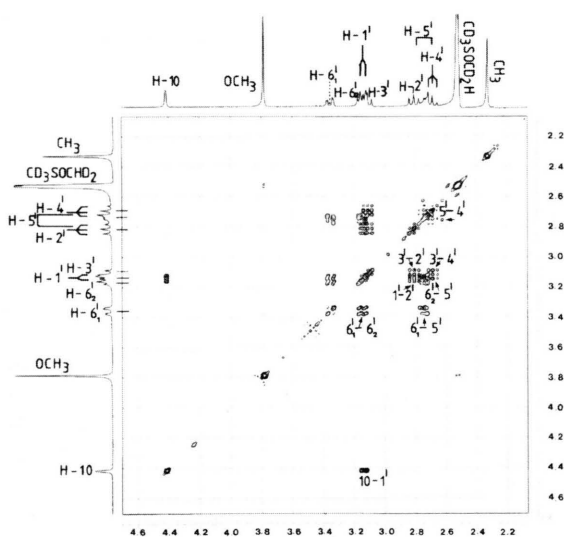 H-10
OCH3
H-6'1
H-6'2
H-1'
H-3'
H-2'
H-5'
H-4'
CD3SOCD2H
CH3
CH3
CD3SOCHD2
H-4'
H-5'
H-2'
H-3'
H-1'
H-6'2
H-6'1
OCH3
H-10
5'-4'
3'-2' 3'-4'
1'-2' 6'2-5'
6'1-6'2 6'1-5'
10-1'
2.2
2.4
2.6
2.8
3.0
3.2
3.4
3.6
3.8
4.0
4.2
4.4
4.6
4.6 4.4 4.2 4.0 3.8 3.6 3.4 3.2 3.0 2.8 2.6 2.4 2.2